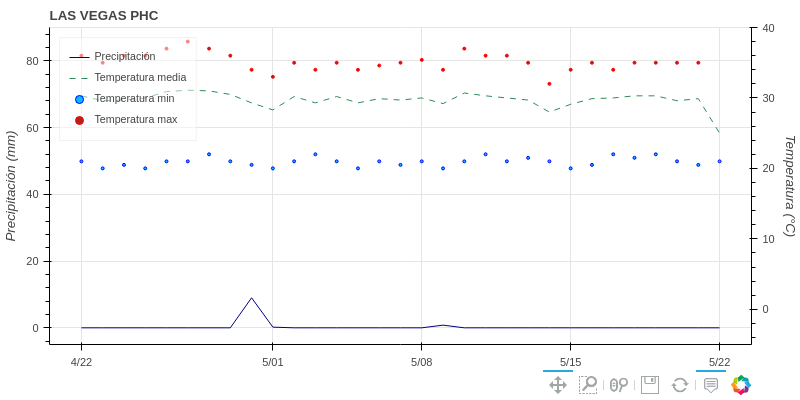 LAS VEGAS PHC
Precipitación
Temperatura media
Temperatura min
Temperatura max
Precipitación (mm)
80
60
40
20
0
Temperatura (°C)
40
30
20
10
0
4/22
5/01
5/08
5/15
5/22